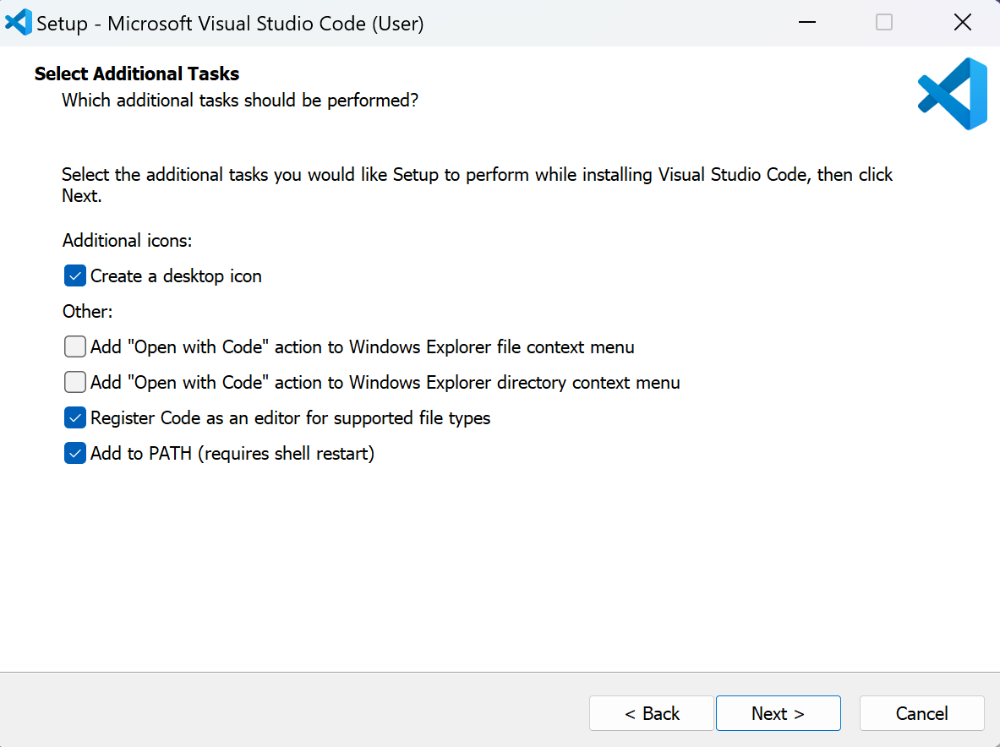 Setup - Microsoft Visual Studio Code (User)
Select Additional Tasks
Which additional tasks should be performed?
Select the additional tasks you would like Setup to perform while installing Visual Studio Code, then click
Next.
Additional icons:
Create a desktop icon
Other:
Add "Open with Code" action to Windows Explorer file context menu
Add "Open with Code" action to Windows Explorer directory context menu
Register Code as an editor for supported file types
Add to PATH (requires shell restart)
< Back
Next >
Cancel